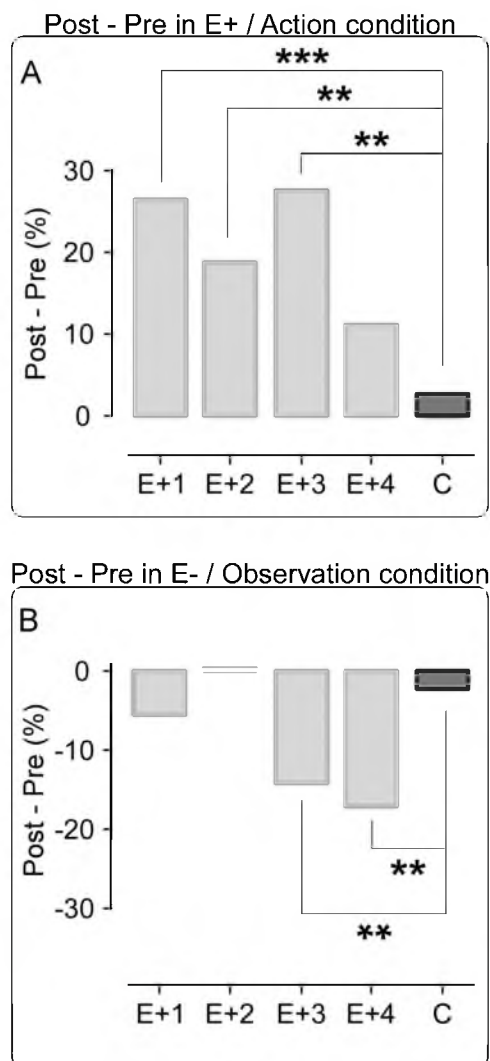 Post - Pre in E+ / Action condition
A
***
**
**
30
20
10
0
Post - Pre (%)
E+1 E+2 E+3 E+4 C
Post - Pre in E- / Observation condition
B
0
-10
-20
-30
Post - Pre (%)
**
**
E+1 E+2 E+3 E+4 C